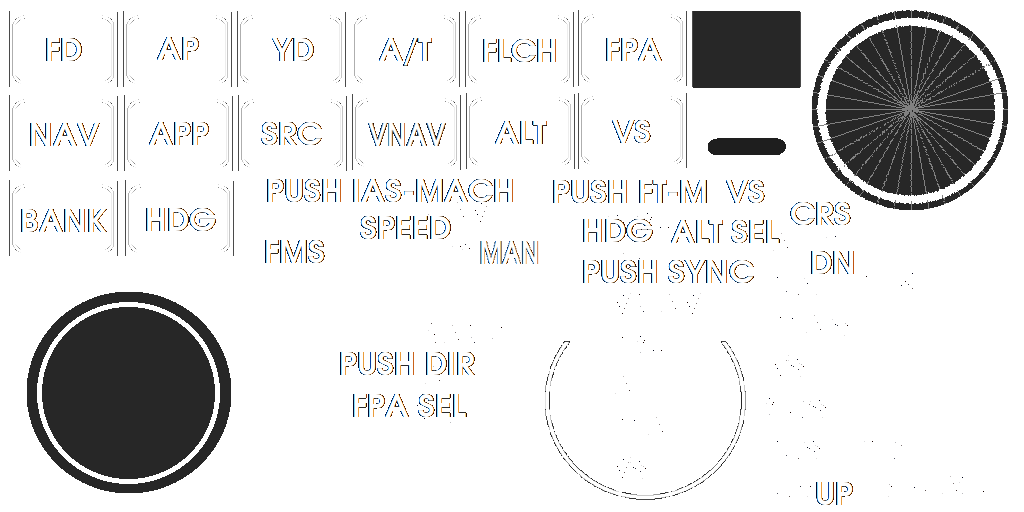 FD AP YD A/T FLCH FPA
NAV APP SRC VNAV ALT VS
BANK HDG
PUSH IAS-MACH
SPEED
FMS MAN
PUSH FT-M VS
HDG ALT SEL
PUSH SYNC
CRS
DN
PUSH DIR
FPA SEL
UP